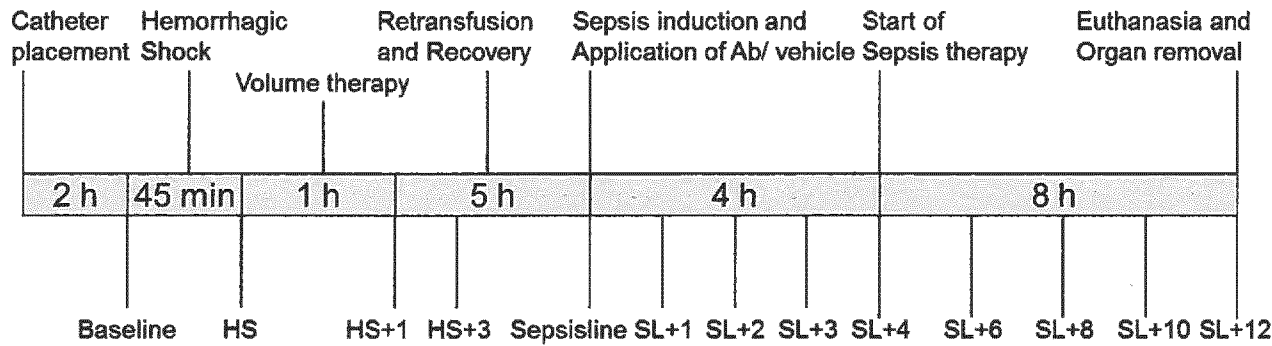 Catheter placement
Hemorrhagic Shock
Volume therapy
Retransfusion and Recovery
Sepsis induction and Application of Ab/ vehicle
Start of Sepsis therapy
Euthanasia and Organ removal
2 h 45 min 1 h 5 h 4 h 8 h
Baseline HS HS+1 HS+3 Sepsisline SL+1 SL+2 SL+3 SL+4 SL+6 SL+8 SL+10 SL+12